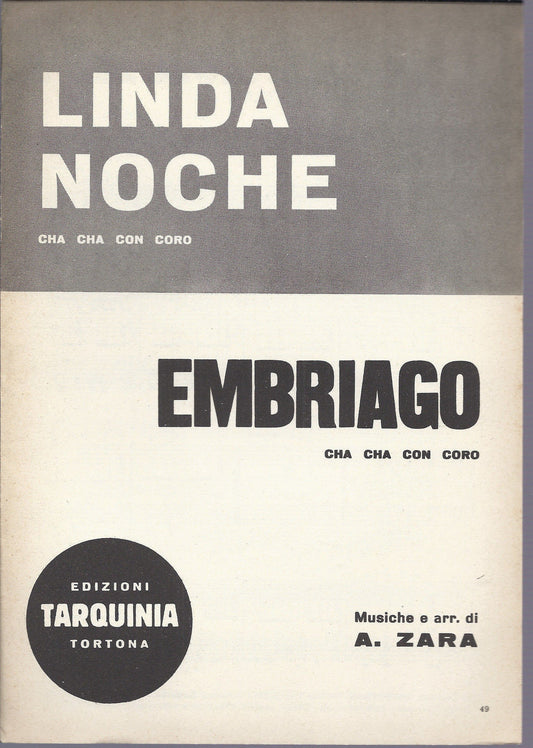 LINDA
NOCHE
CHA CHA CON CORO
EMBRIAGO
CHA CHA CON CORO
EDIZIONI
TARQUINIA
TORTONA
Musiche e arr. di
A. ZARA
49